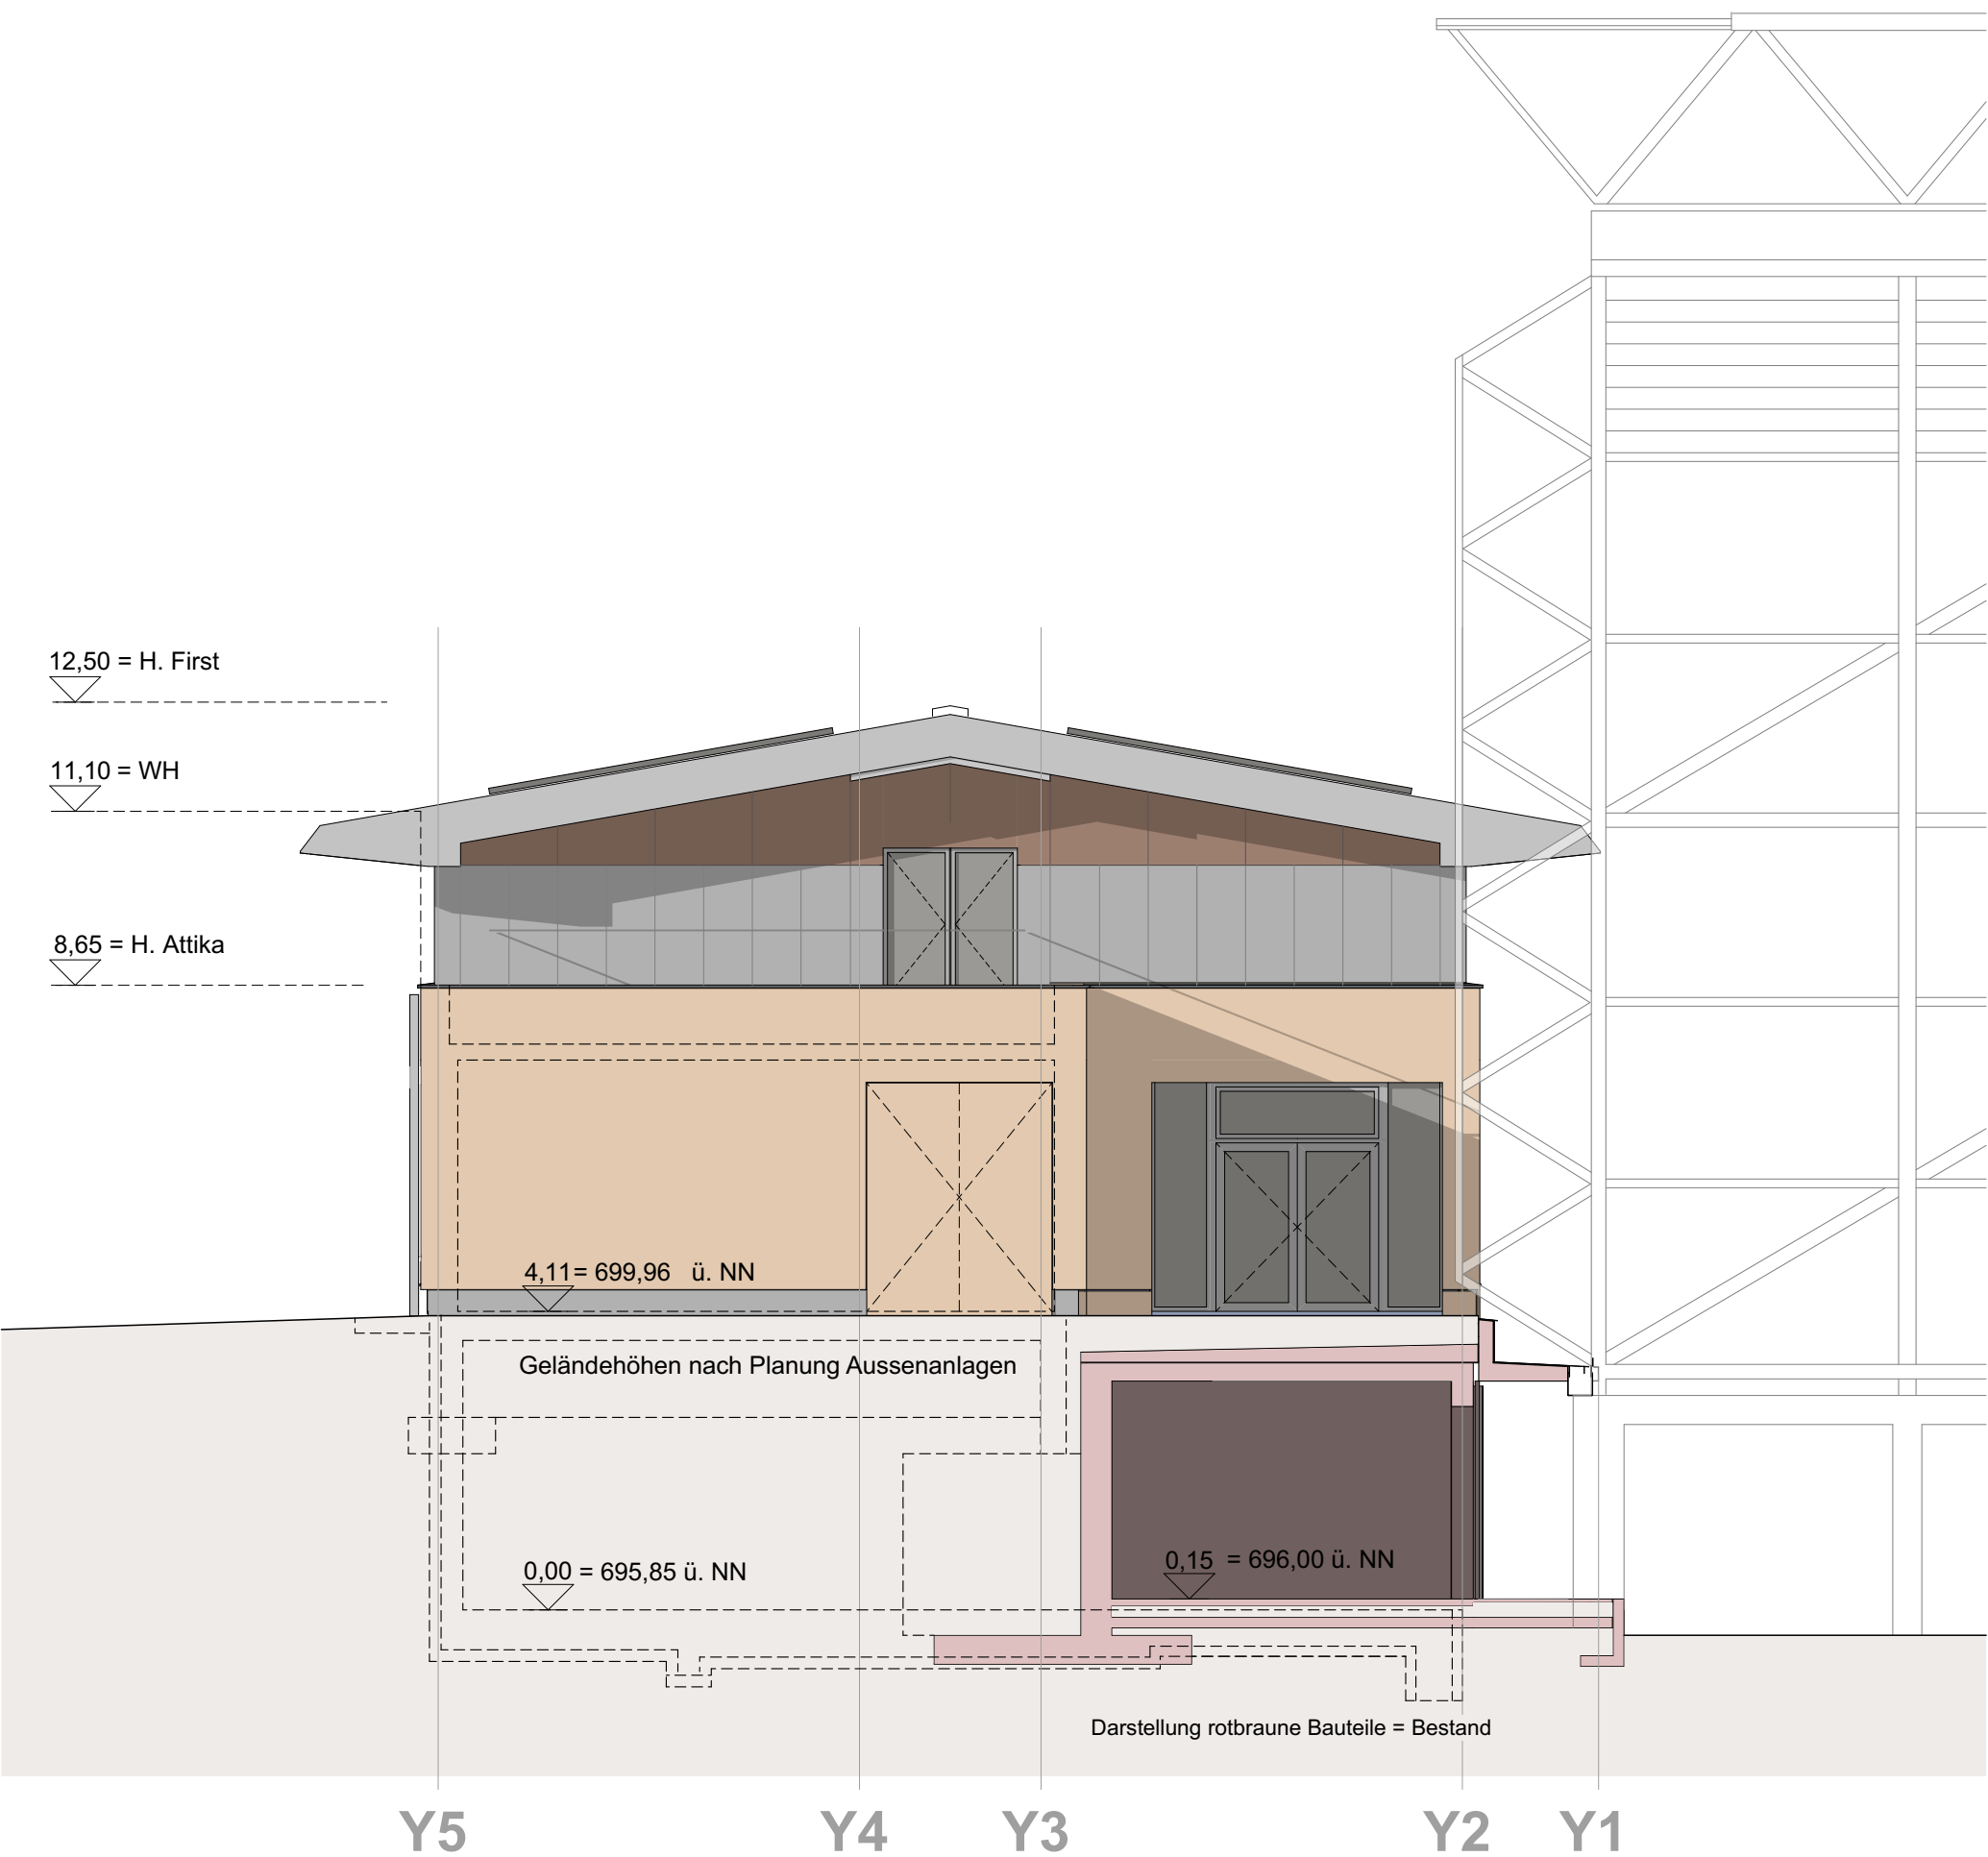 12,50 = H. First
11,10 = WH
8,65 = H. Attika
4,11= 699,96 ü. NN
Geländehöhen nach Planung Aussenanlagen
0,00 = 695,85 ü. NN
0,15 = 696,00 ü. NN
Darstellung rotbraune Bauteile = Bestand
Y5 Y4 Y3 Y2 Y1